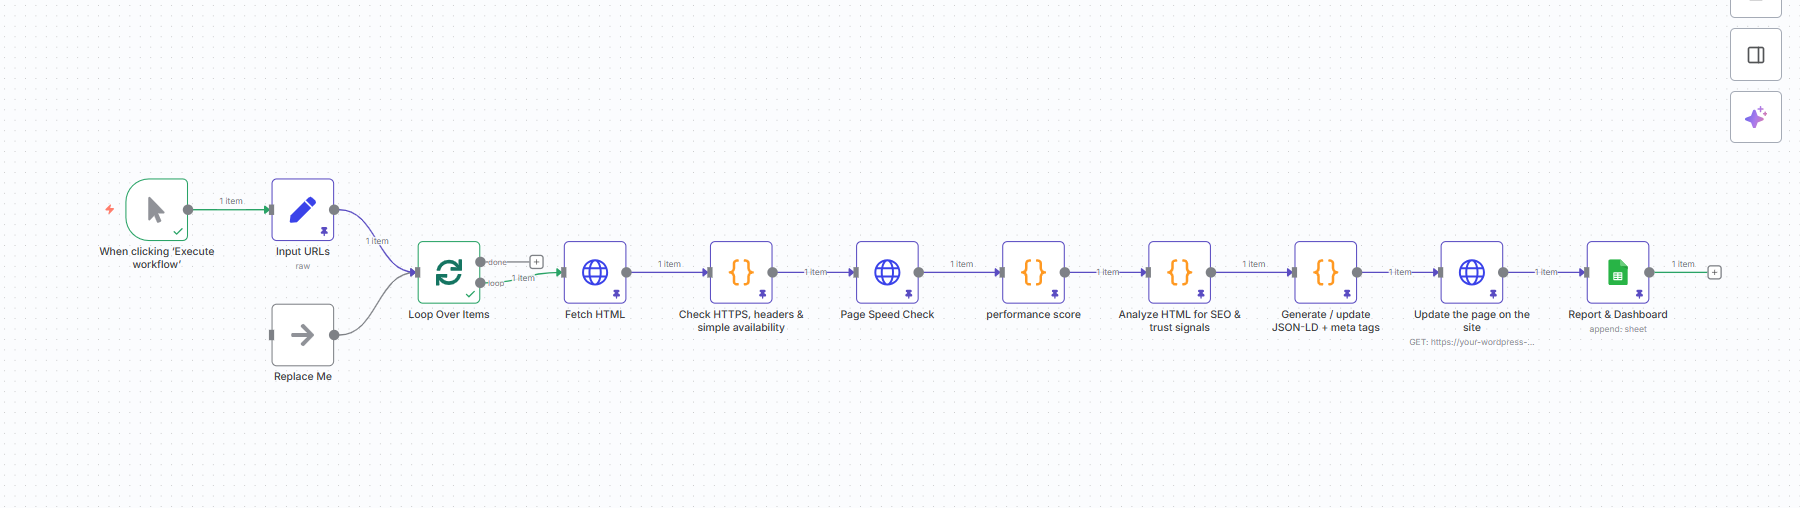 1 item
When clicking ‘Execute
workflow’
Input URLs
raw
1 item
Replace Me
done
loop
1 item
Loop Over Items
Fetch HTML
1 item
Check HTTPS, headers &
simple availability
1 item
Page Speed Check
1 item
performance score
1 item
Analyze HTML for SEO &
trust signals
1 item
Generate / update
JSON-LD + meta tags
1 item
Update the page on the
site
GET: https://your-wordpress-...
1 item
Report & Dashboard
append: sheet
1 item